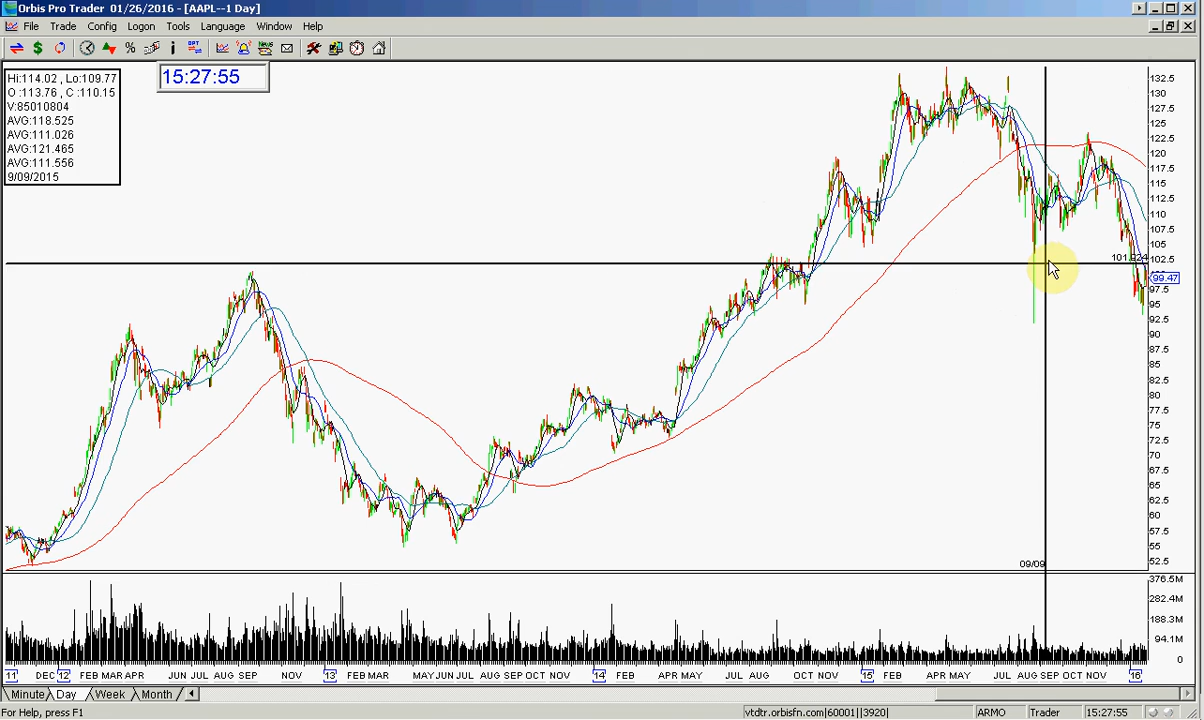 Orbis Pro Trader 01/26/2016 - [AAPL--1 Day]
File Trade Config Logon Tools Language Window Help
15:27:55
Hi:114.02 , Lo:109.77
O :113.76 , C :110.15
V:85010804
AVG:118.525
AVG:111.026
AVG:121.465
AVG:111.556
9/09/2015
132.5
130
127.5
125
122.5
120
117.5
115
112.5
110
107.5
105
102.5
99.47
97.5
95
92.5
90
87.5
85
82.5
80
77.5
75
72.5
70
67.5
65
62.5
60
57.5
55
52.5
09/09
376.5M
282.4M
188.3M
94.1M
0
11 DEC 12 FEB MAR APR JUN JUL AUG SEP NOV 13 FEB MAR MAY JUN JUL AUG SEP OCT NOV 14 FEB APR MAY JUL AUG OCT NOV 15 FEB APR MAY JUL AUG SEP OCT NOV 16
Minute Day Week Month
For Help, press F1 vtdtr.orbisfn.com|60001||3920| ARMO Trader 15:27:55